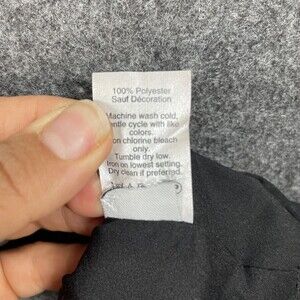 100% Polyester
Sauf Décoration
Machine wash cold,
gentle cycle with like
colors.
Non chlorine bleach
only.
Tumble dry low.
Iron on lowest setting.
Dry clean if preferred.